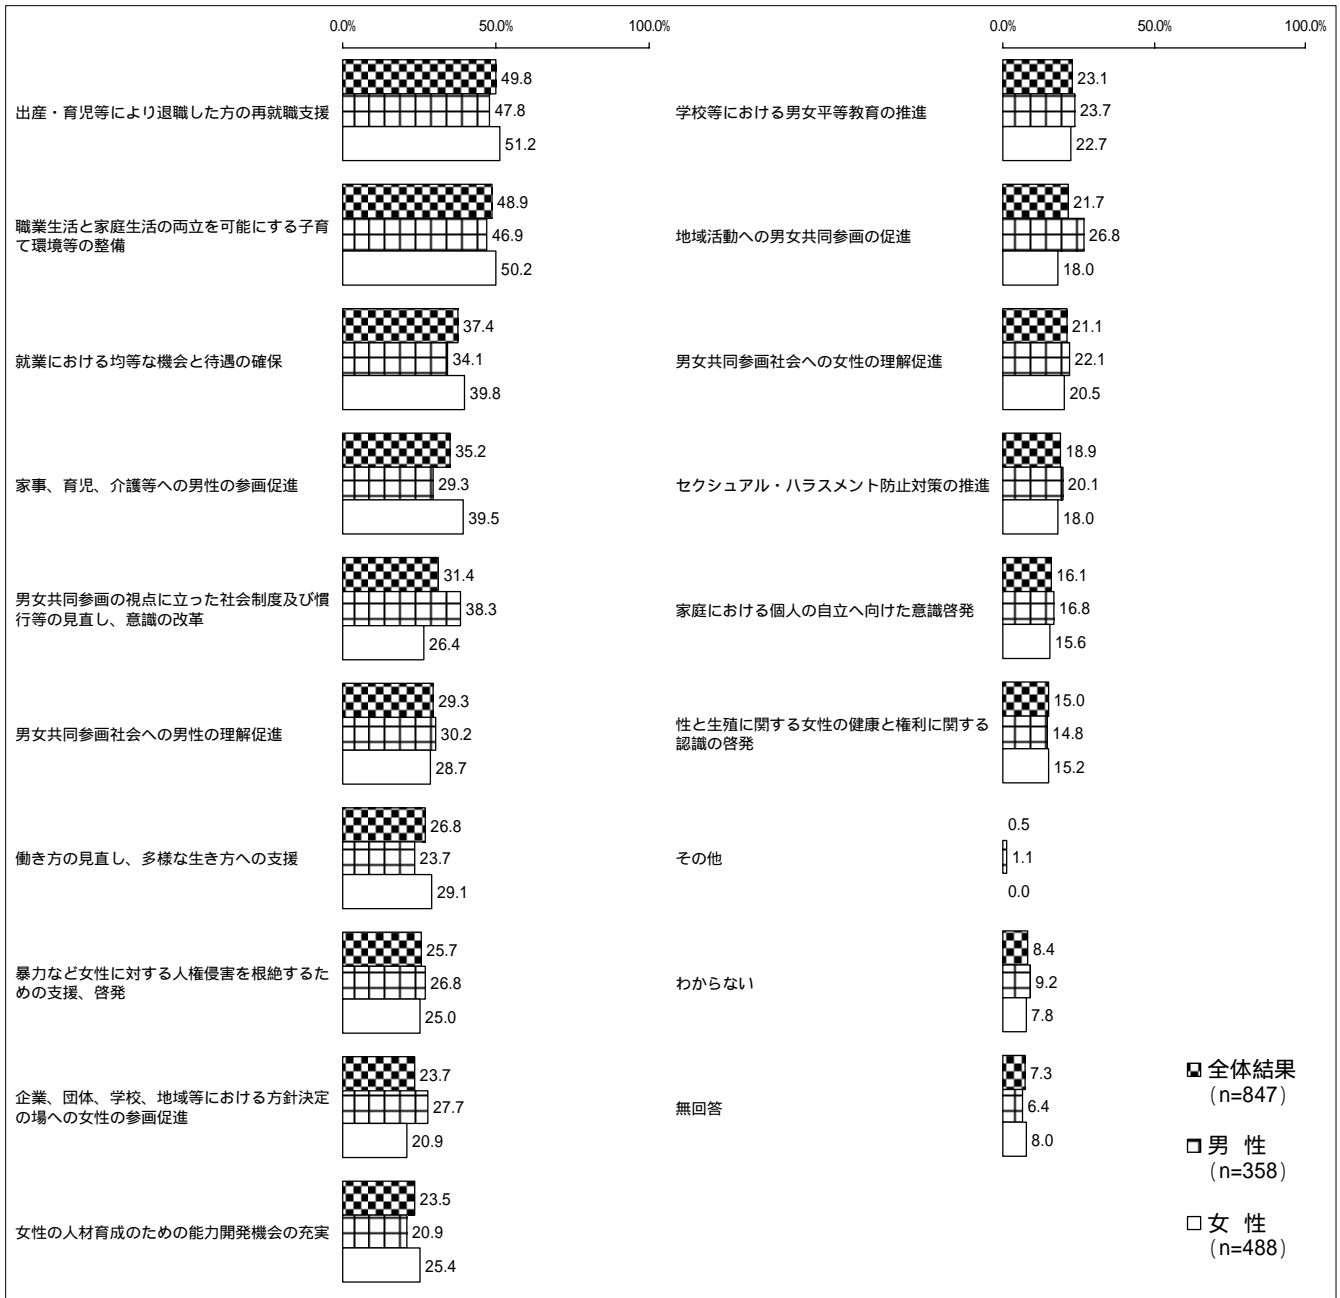 0.0% 50.0% 100.0%
出産・育児等により退職した方の再就職支援
49.8
47.8
51.2
職業生活と家庭生活の両立を可能にする子育
て環境等の整備
48.9
46.9
50.2
就業における均等な機会と待遇の確保
37.4
34.1
39.8
家事、育児、介護等への男性の参画促進
35.2
29.3
39.5
男女共同参画の視点に立った社会制度及び慣
行等の見直し、意識の改革
31.4
38.3
26.4
男女共同参画社会への男性の理解促進
29.3
30.2
28.7
働き方の見直し、多様な生き方への支援
26.8
23.7
29.1
暴力など女性に対する人権侵害を根絶するた
めの支援、啓発
25.7
26.8
25.0
企業、団体、学校、地域等における方針決定
の場への女性の参画促進
23.7
27.7
20.9
女性の人材育成のための能力開発機会の充実
23.5
20.9
25.4
0.0% 50.0% 100.0%
学校等における男女平等教育の推進
23.1
23.7
22.7
地域活動への男女共同参画の促進
21.7
26.8
18.0
男女共同参画社会への女性の理解促進
21.1
22.1
20.5
セクシュアル・ハラスメント防止対策の推進
18.9
20.1
18.0
家庭における個人の自立へ向けた意識啓発
16.1
16.8
15.6
性と生殖に関する女性の健康と権利に関する
認識の啓発
15.0
14.8
15.2
その他
0.5
1.1
0.0
わからない
8.4
9.2
7.8
無回答
7.3
6.4
8.0
全体結果
(n=847)
男 性
(n=358)
女 性
(n=488)